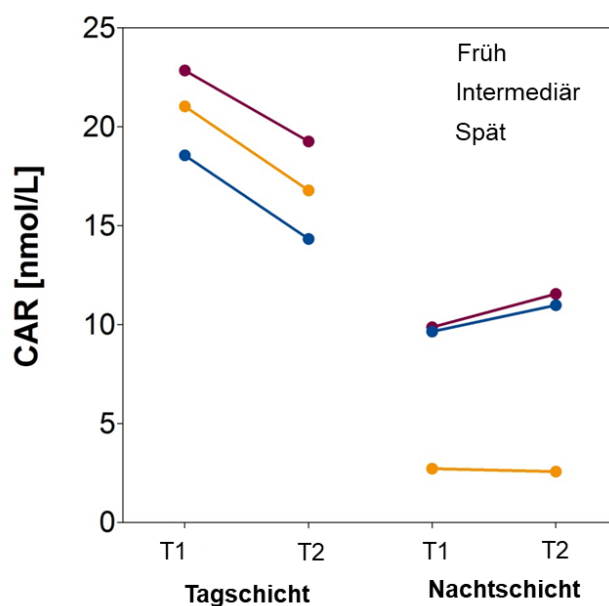 CAR [nmol/L]
25
20
15
10
5
0
Früh
Intermediär
Spät
T1
T2
T1
T2
Tagschicht
Nachtschicht